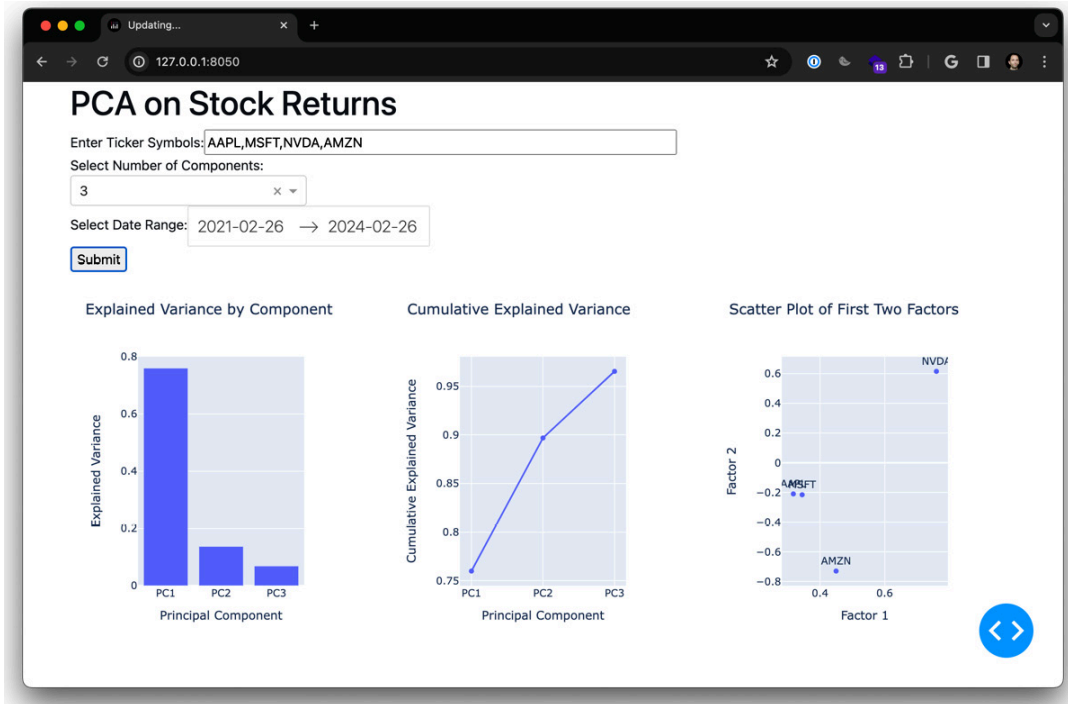 Updating...
127.0.0.1:8050
13
PCA on Stock Returns
Enter Ticker Symbols: AAPL,MSFT,NVDA,AMZN
Select Number of Components:
3
Select Date Range: 2021-02-26 → 2024-02-26
Submit
Explained Variance by Component
0.8
0.6
0.4
0.2
0
Explained Variance
PC1 PC2 PC3
Principal Component
Cumulative Explained Variance
0.95
0.9
0.85
0.8
0.75
Cumulative Explained Variance
PC1 PC2 PC3
Principal Component
Scatter Plot of First Two Factors
0.6
0.4
0.2
0
−0.2
−0.4
−0.6
−0.8
Factor 2
NVDA
AAPL
MSFT
AMZN
0.4 0.6
Factor 1